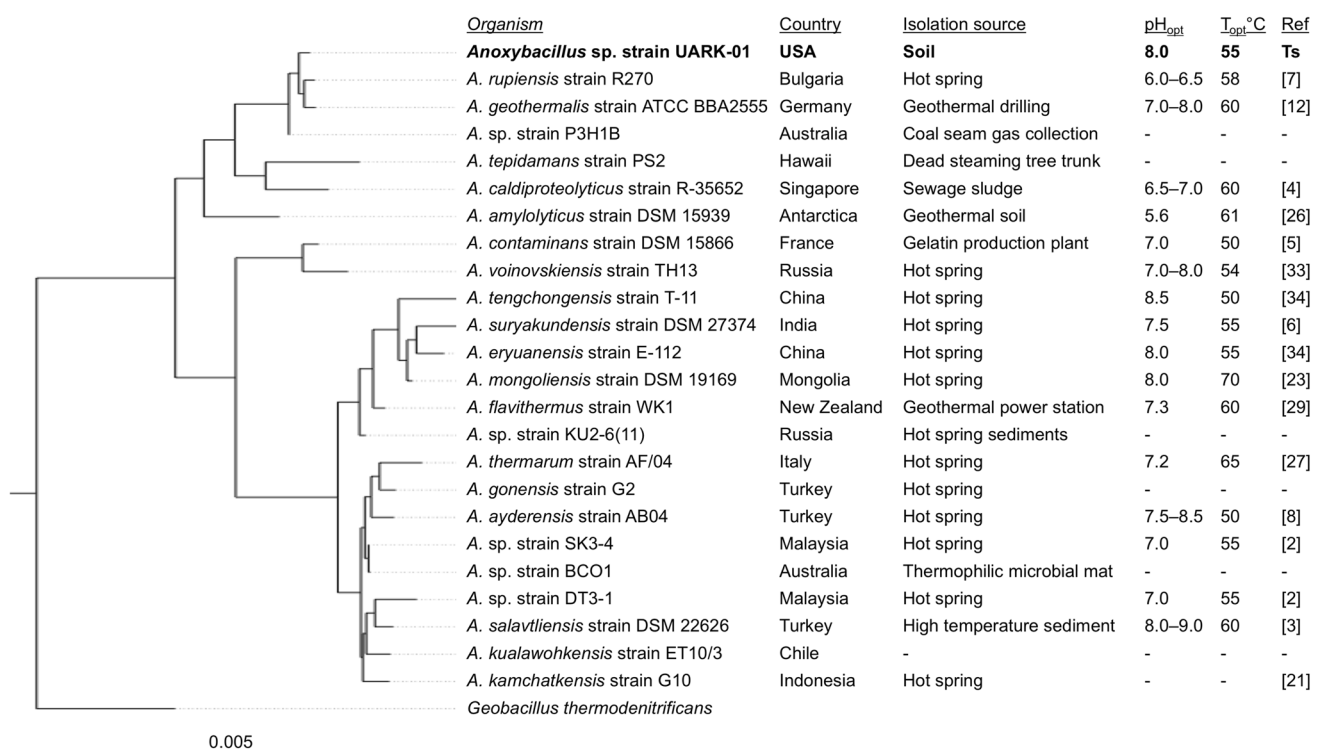 Organism Country Isolation source pHopt Topt°C Ref
Anoxybacillus sp. strain UARK-01 USA Soil 8.0 55 Ts
A. rupiensis strain R270 Bulgaria Hot spring 6.0–6.5 58 [7]
A. geothermalis strain ATCC BBA2555 Germany Geothermal drilling 7.0–8.0 60 [12]
A. sp. strain P3H1B Australia Coal seam gas collection - - -
A. tepidamans strain PS2 Hawaii Dead steaming tree trunk - - -
A. caldiproteolyticus strain R-35652 Singapore Sewage sludge 6.5–7.0 60 [4]
A. amylolyticus strain DSM 15939 Antarctica Geothermal soil 5.6 61 [26]
A. contaminans strain DSM 15866 France Gelatin production plant 7.0 50 [5]
A. voinovskiensis strain TH13 Russia Hot spring 7.0–8.0 54 [33]
A. tengchongensis strain T-11 China Hot spring 8.5 50 [34]
A. suryakundensis strain DSM 27374 India Hot spring 7.5 55 [6]
A. eryuanensis strain E-112 China Hot spring 8.0 55 [34]
A. mongoliensis strain DSM 19169 Mongolia Hot spring 8.0 70 [23]
A. flavithermus strain WK1 New Zealand Geothermal power station 7.3 60 [29]
A. sp. strain KU2-6(11) Russia Hot spring sediments - - -
A. thermarum strain AF/04 Italy Hot spring 7.2 65 [27]
A. gonensis strain G2 Turkey Hot spring - - -
A. ayderensis strain AB04 Turkey Hot spring 7.5–8.5 50 [8]
A. sp. strain SK3-4 Malaysia Hot spring 7.0 55 [2]
A. sp. strain BCO1 Australia Thermophilic microbial mat - - -
A. sp. strain DT3-1 Malaysia Hot spring 7.0 55 [2]
A. salavtliensis strain DSM 22626 Turkey High temperature sediment 8.0–9.0 60 [3]
A. kualawohkensis strain ET10/3 Chile - - - -
A. kamchatkensis strain G10 Indonesia Hot spring - - [21]
Geobacillus thermodenitrificans
0.005